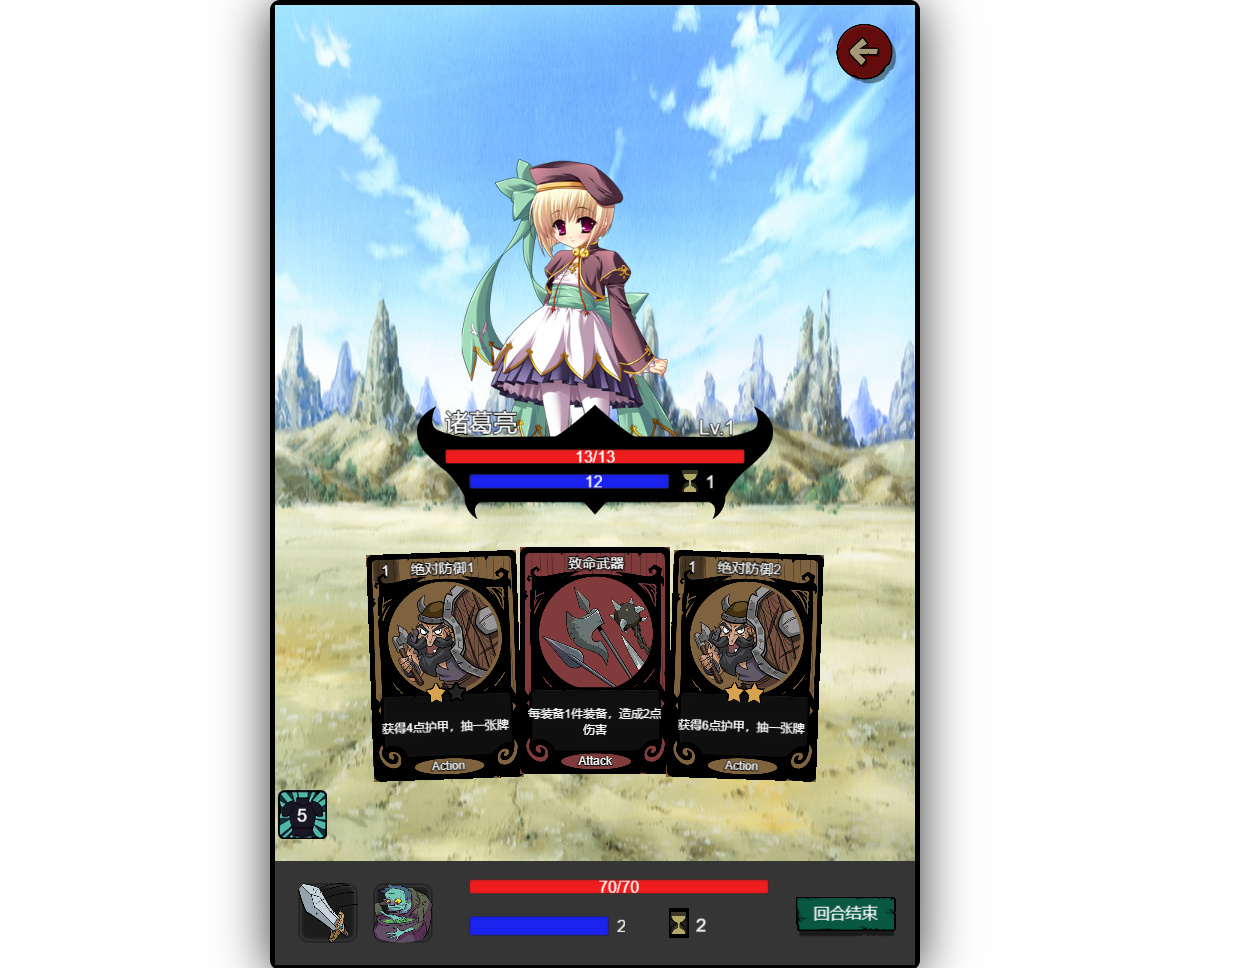 诸葛亮
Lv.1
13/13
12
1
1 绝对防御1
获得4点护甲，抽一张牌
Action
致命武器
每装备1件装备，造成2点
伤害
Attack
1 绝对防御2
获得6点护甲，抽一张牌
Action
5
70/70
2
2
回合结束